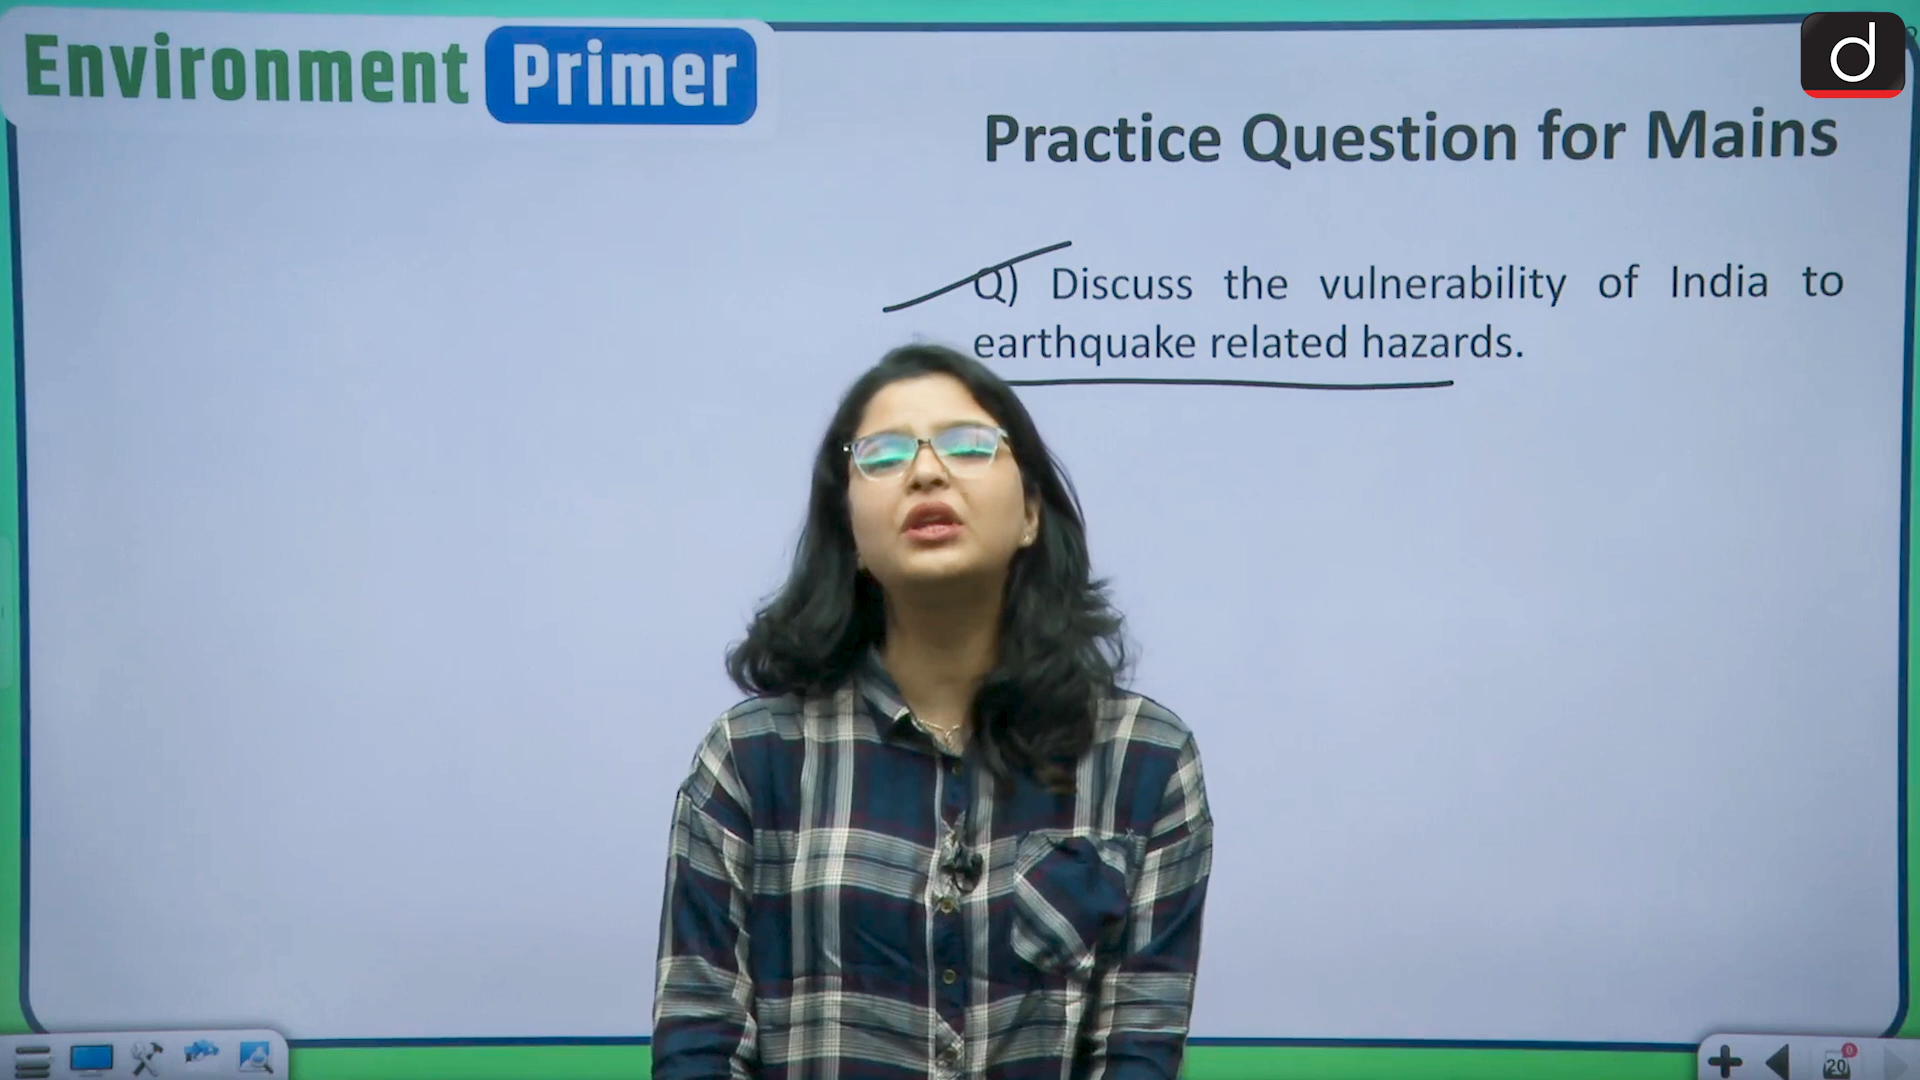 Environment Primer
d
Practice Question for Mains
Q) Discuss the vulnerability of India to
earthquake related hazards.
20